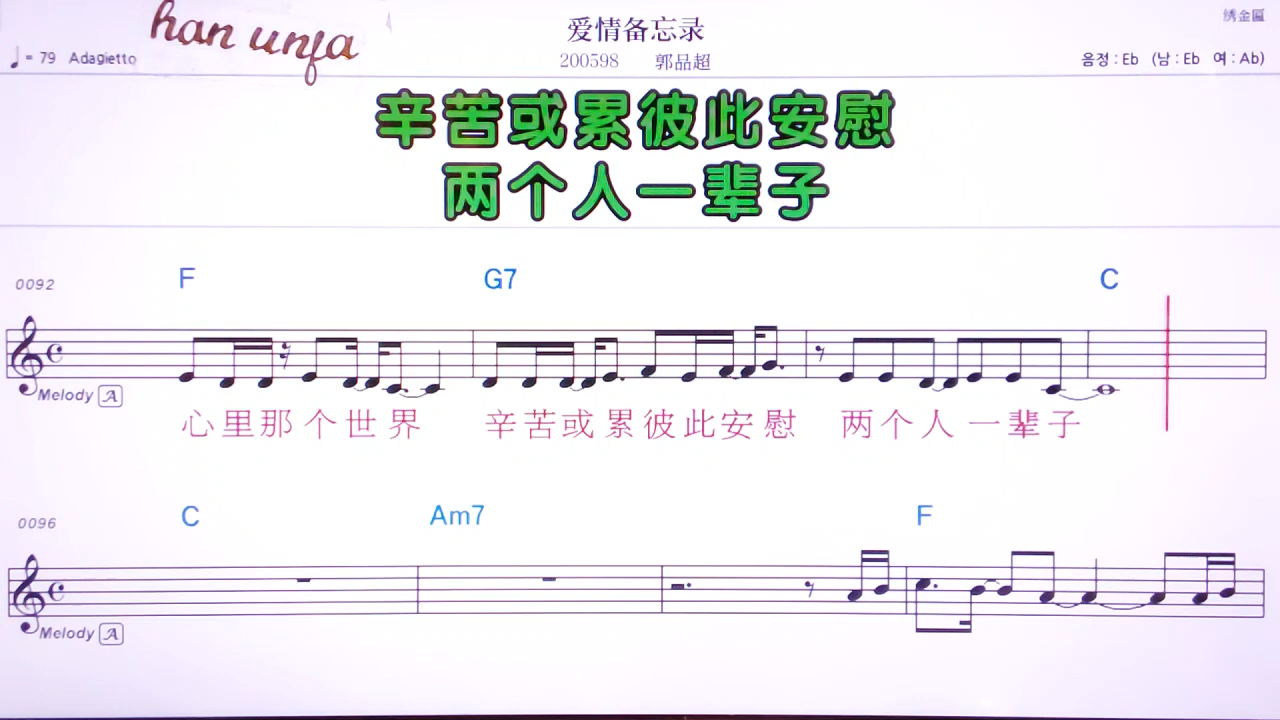 han unja
爱情备忘录
绣金匾
♩= 79 Adagietto
200598 郭品超
음정 : Eb (남 : Eb 여 : Ab)
辛苦或累彼此安慰
两个人一辈子
0092 F G7 C
Melody A
心里那个世界 辛苦或累彼此安慰 两个人一辈子
0096 C Am7 F
Melody A